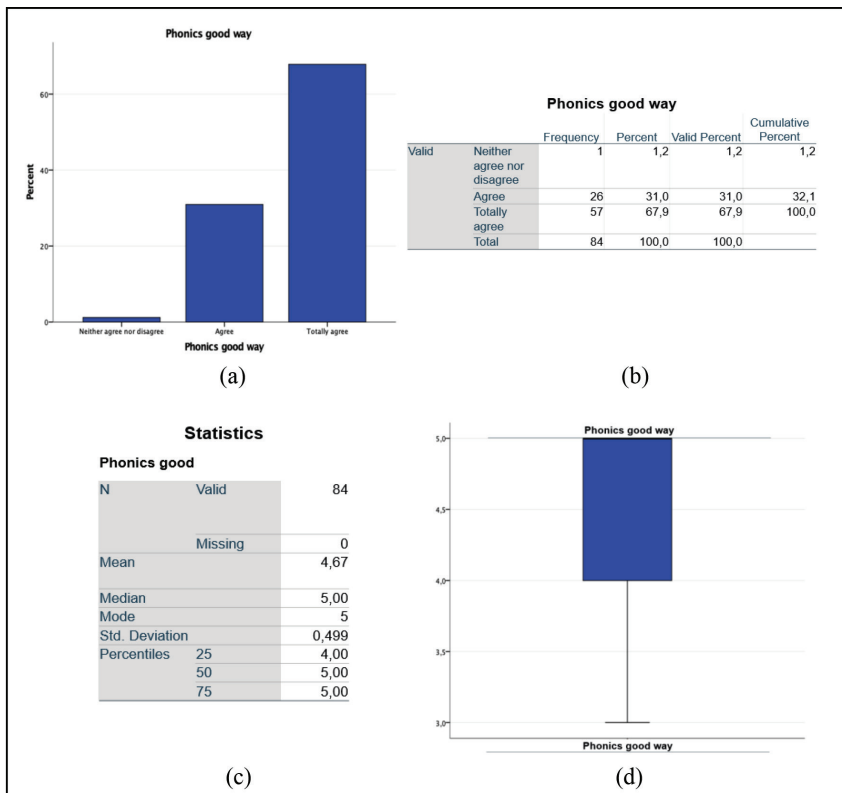 Phonics good way
Percent
60
40
20
0
Neither agree nor disagree Agree Totally agree
Phonics good way
(a)
Phonics good way
Frequency Percent Valid Percent Cumulative Percent
Valid Neither agree nor disagree 1 1,2 1,2 1,2
Agree 26 31,0 31,0 32,1
Totally agree 57 67,9 67,9 100,0
Total 84 100,0 100,0
(b)
Statistics
Phonics good
N Valid 84
Missing 0
Mean 4,67
Median 5,00
Mode 5
Std. Deviation 0,499
Percentiles 25 4,00
50 5,00
75 5,00
(c)
Phonics good way
5,0
4,5
4,0
3,5
3,0
Phonics good way
(d)